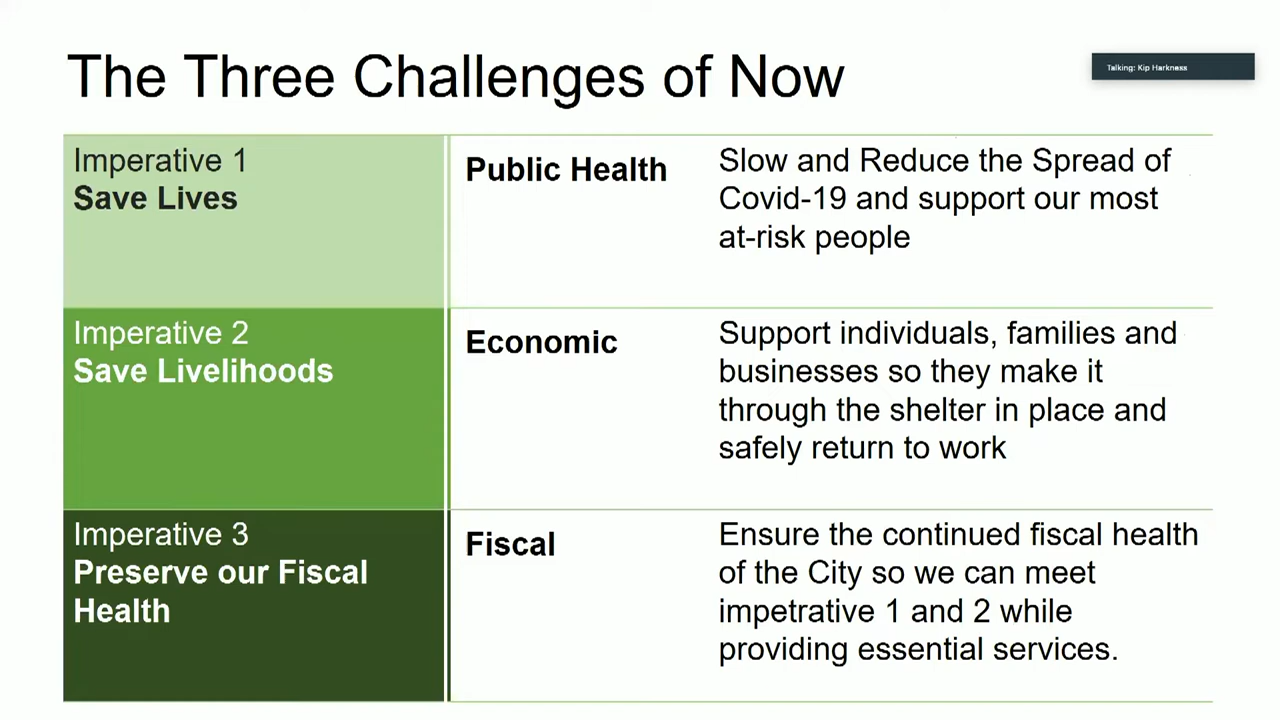 The Three Challenges of Now
Talking: Kip Harkness
Imperative 1
Save Lives
Public Health
Slow and Reduce the Spread of
Covid-19 and support our most
at-risk people
Imperative 2
Save Livelihoods
Economic
Support individuals, families and
businesses so they make it
through the shelter in place and
safely return to work
Imperative 3
Preserve our Fiscal
Health
Fiscal
Ensure the continued fiscal health
of the City so we can meet
impetrative 1 and 2 while
providing essential services.